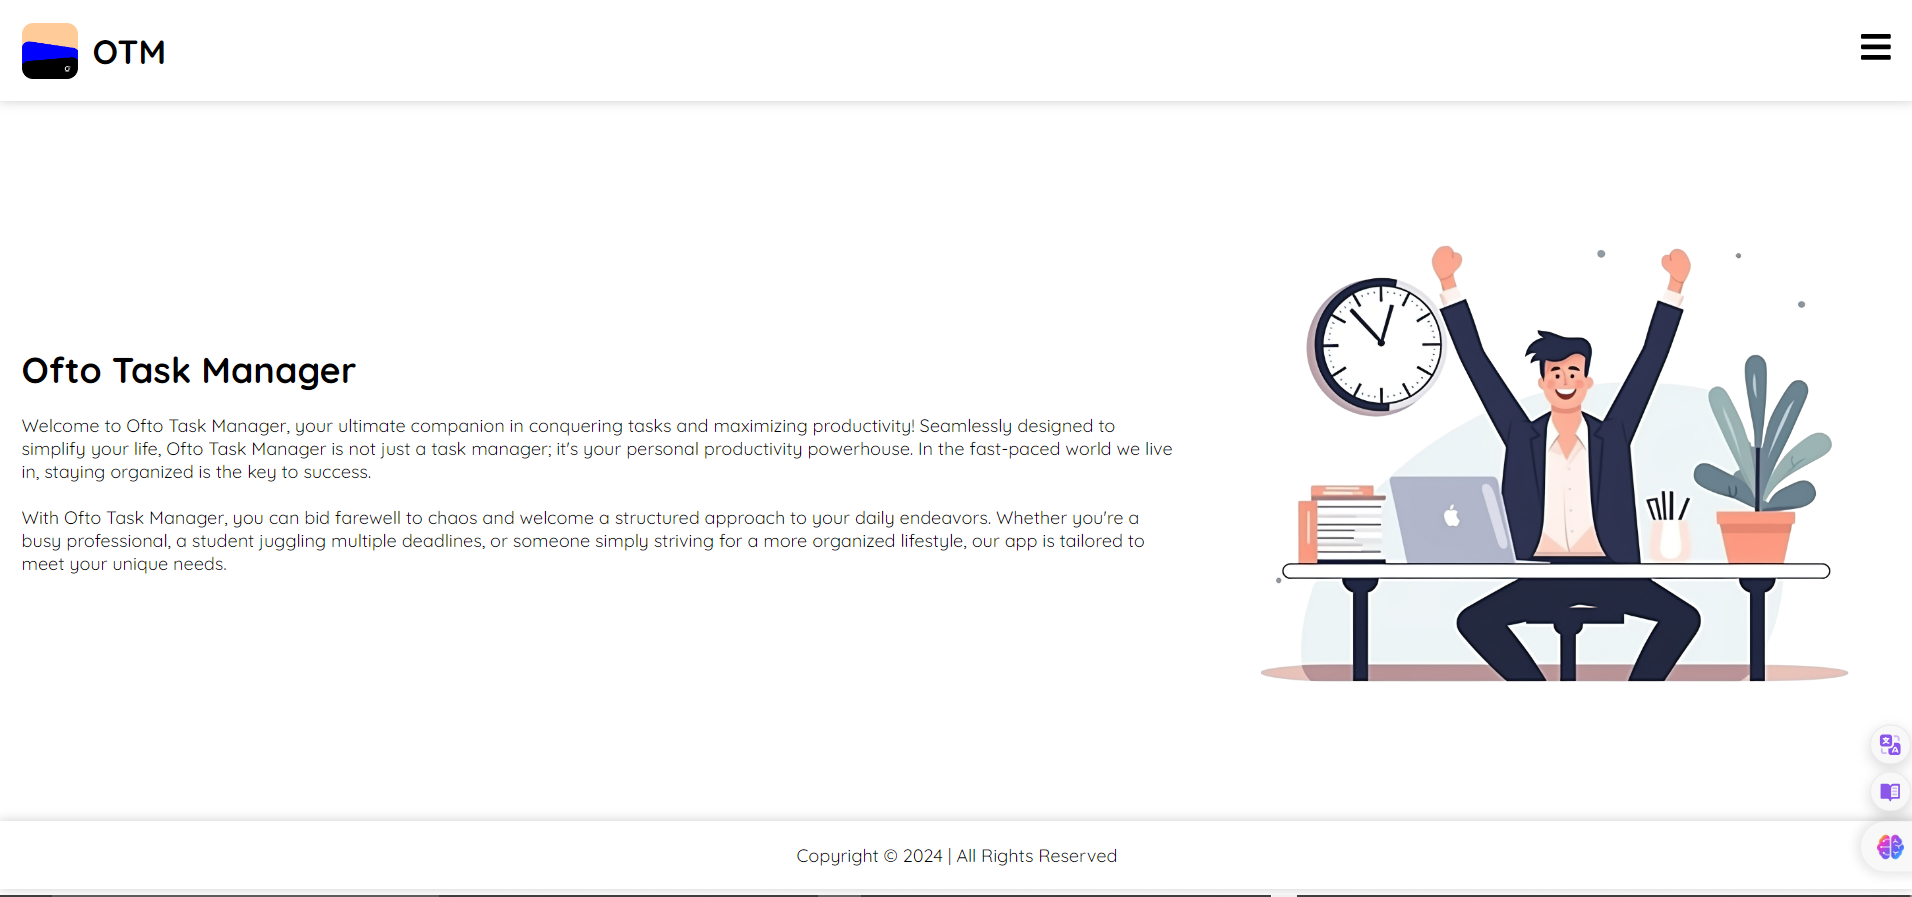 OTM
Ofto Task Manager
Welcome to Ofto Task Manager, your ultimate companion in conquering tasks and maximizing productivity! Seamlessly designed to
simplify your life, Ofto Task Manager is not just a task manager; it's your personal productivity powerhouse. In the fast-paced world we live
in, staying organized is the key to success.
With Ofto Task Manager, you can bid farewell to chaos and welcome a structured approach to your daily endeavors. Whether you're a
busy professional, a student juggling multiple deadlines, or someone simply striving for a more organized lifestyle, our app is tailored to
meet your unique needs.
Copyright © 2024 | All Rights Reserved